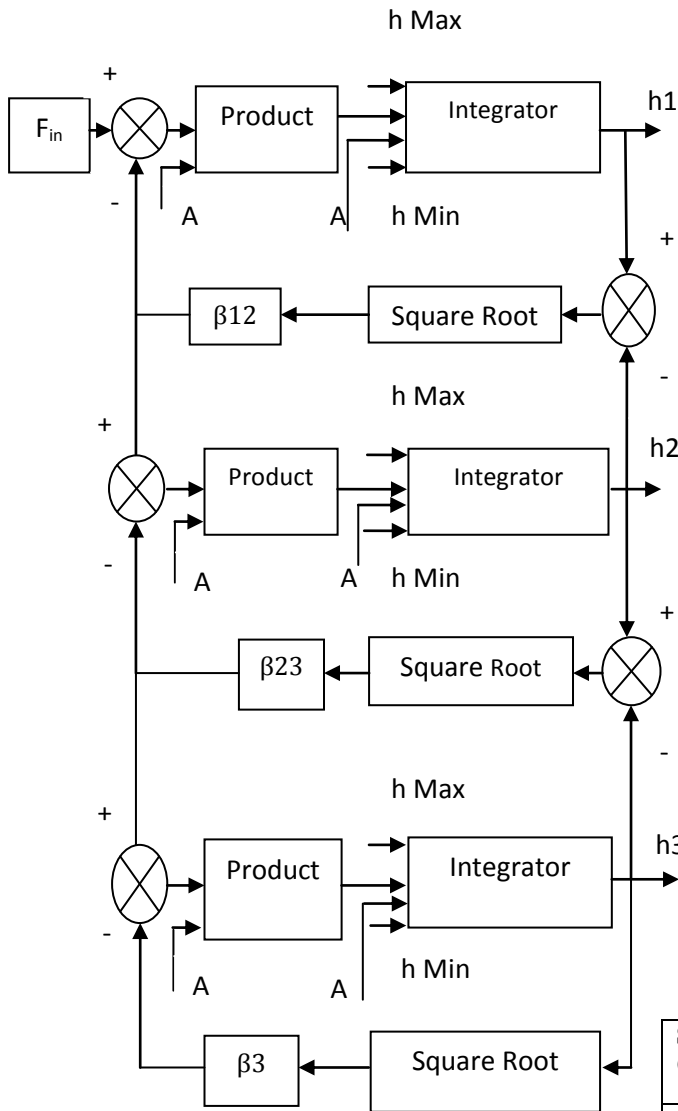 h Max
+
F_in
Product
Integrator
h1
-
A
A
h Min
+
β12
Square Root
-
h Max
+
Product
Integrator
h2
-
A
A
h Min
+
β23
Square Root
-
h Max
+
Product
Integrator
h3
-
A
A
h Min
β3
Square Root